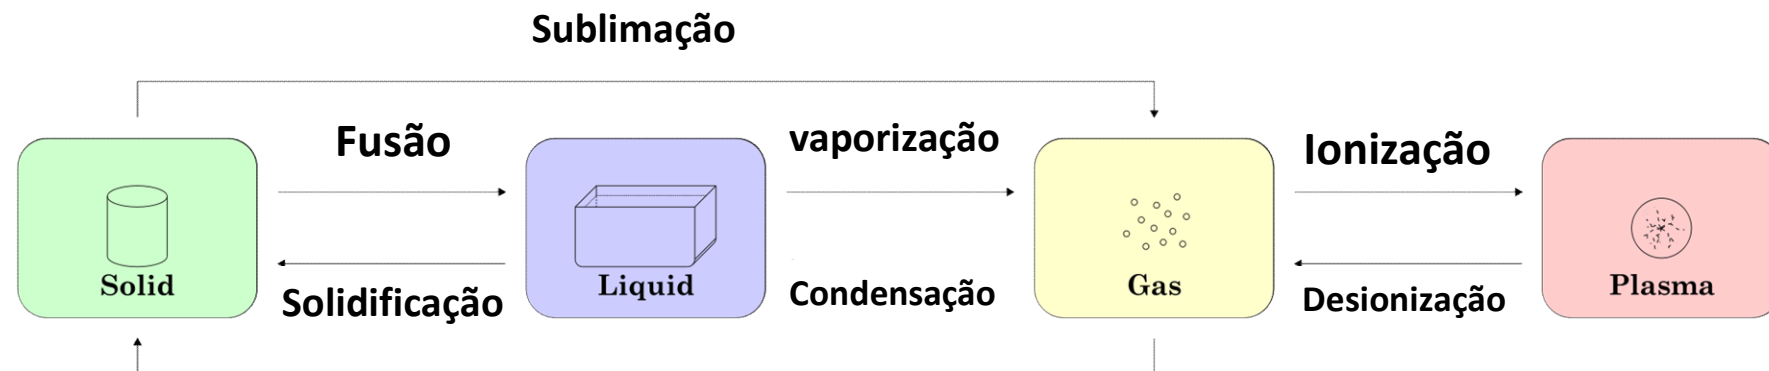 Sublimação
Fusão
vaporização
Ionização
Solid
Liquid
Gas
Plasma
Solidificação
Condensação
Desionização